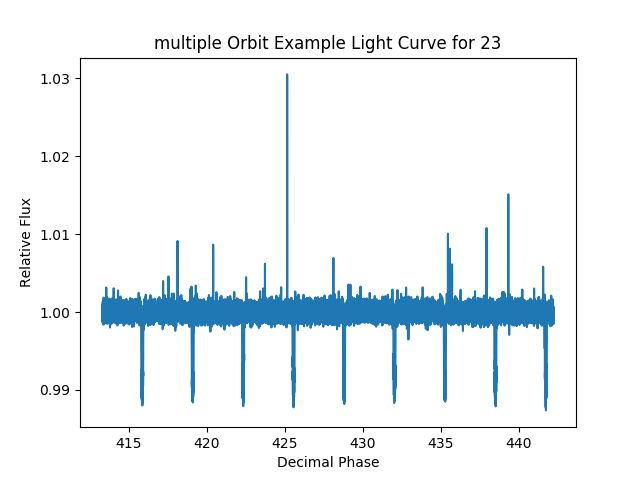 multiple Orbit Example Light Curve for 23
1.03
1.02
1.01
1.00
0.99
Relative Flux
415 420 425 430 435 440
Decimal Phase